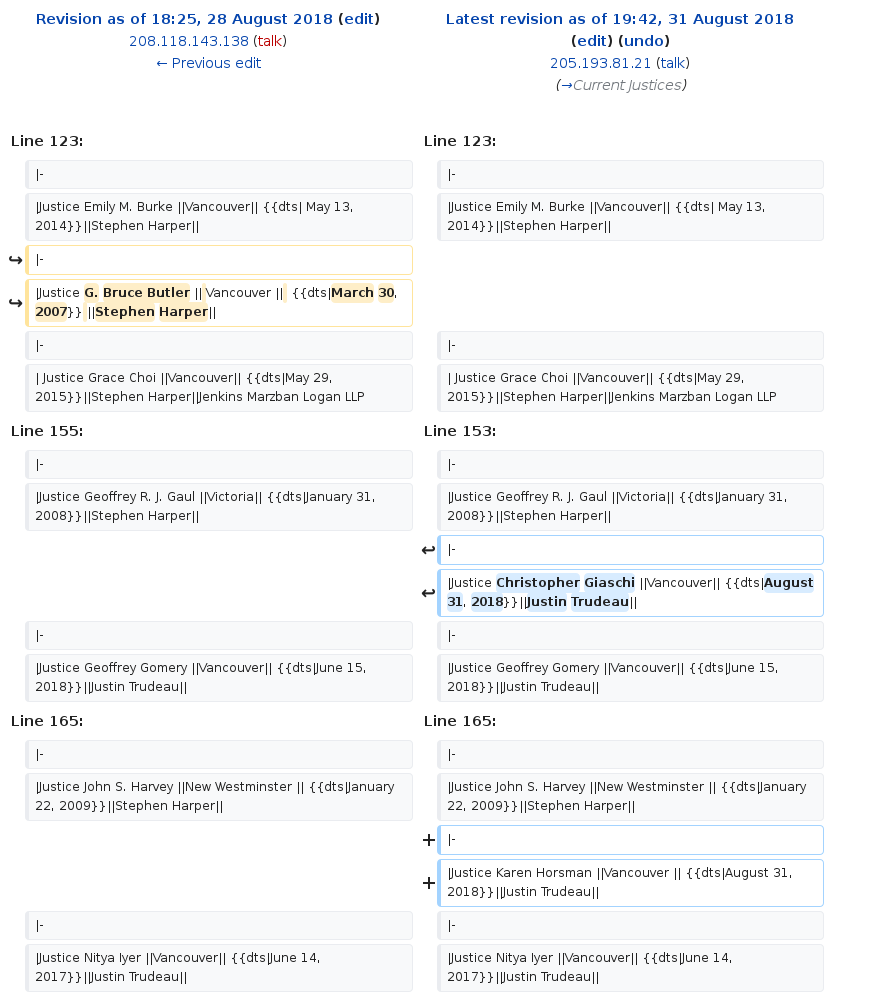 Revision as of 18:25, 28 August 2018 (edit)
208.118.143.138 (talk)
← Previous edit
Latest revision as of 19:42, 31 August 2018
(edit) (undo)
205.193.81.21 (talk)
(→Current Justices)
Line 123:
Line 123:
|-
|-
|Justice Emily M. Burke ||Vancouver|| {{dts| May 13,
2014}}||Stephen Harper||
|Justice Emily M. Burke ||Vancouver|| {{dts| May 13,
2014}}||Stephen Harper||
↪ |-
↪ |Justice G. Bruce Butler || Vancouver || {{dts|March 30,
2007}} ||Stephen Harper||
|-
|-
| Justice Grace Choi ||Vancouver|| {{dts|May 29,
2015}}||Stephen Harper||Jenkins Marzban Logan LLP
| Justice Grace Choi ||Vancouver|| {{dts|May 29,
2015}}||Stephen Harper||Jenkins Marzban Logan LLP
Line 155:
Line 153:
|-
|-
|Justice Geoffrey R. J. Gaul ||Victoria|| {{dts|January 31,
2008}}||Stephen Harper||
|Justice Geoffrey R. J. Gaul ||Victoria|| {{dts|January 31,
2008}}||Stephen Harper||
↩ |-
↩ |Justice Christopher Giaschi ||Vancouver|| {{dts|August
31, 2018}}||Justin Trudeau||
|-
|-
|Justice Geoffrey Gomery ||Vancouver|| {{dts|June 15,
2018}}||Justin Trudeau||
|Justice Geoffrey Gomery ||Vancouver|| {{dts|June 15,
2018}}||Justin Trudeau||
Line 165:
Line 165:
|-
|-
|Justice John S. Harvey ||New Westminster || {{dts|January
22, 2009}}||Stephen Harper||
|Justice John S. Harvey ||New Westminster || {{dts|January
22, 2009}}||Stephen Harper||
+ |-
+ |Justice Karen Horsman ||Vancouver || {{dts|August 31,
2018}}||Justin Trudeau||
|-
|-
|Justice Nitya Iyer ||Vancouver|| {{dts|June 14,
2017}}||Justin Trudeau||
|Justice Nitya Iyer ||Vancouver|| {{dts|June 14,
2017}}||Justin Trudeau||